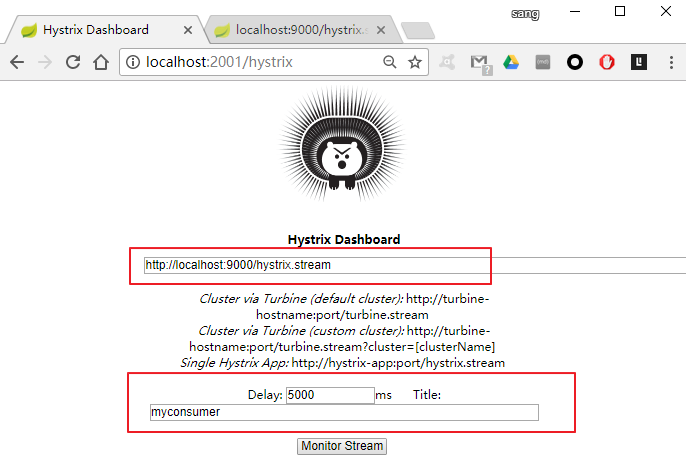 sang
Hystrix Dashboard
localhost:9000/hystrix.s
localhost:2001/hystrix
Hystrix Dashboard
http://localhost:9000/hystrix.stream
Cluster via Turbine (default cluster): http://turbine-
hostname:port/turbine.stream
Cluster via Turbine (custom cluster): http://turbine-
hostname:port/turbine.stream?cluster=[clusterName]
Single Hystrix App: http://hystrix-app:port/hystrix.stream
Delay: 5000 ms Title:
myconsumer
Monitor Stream